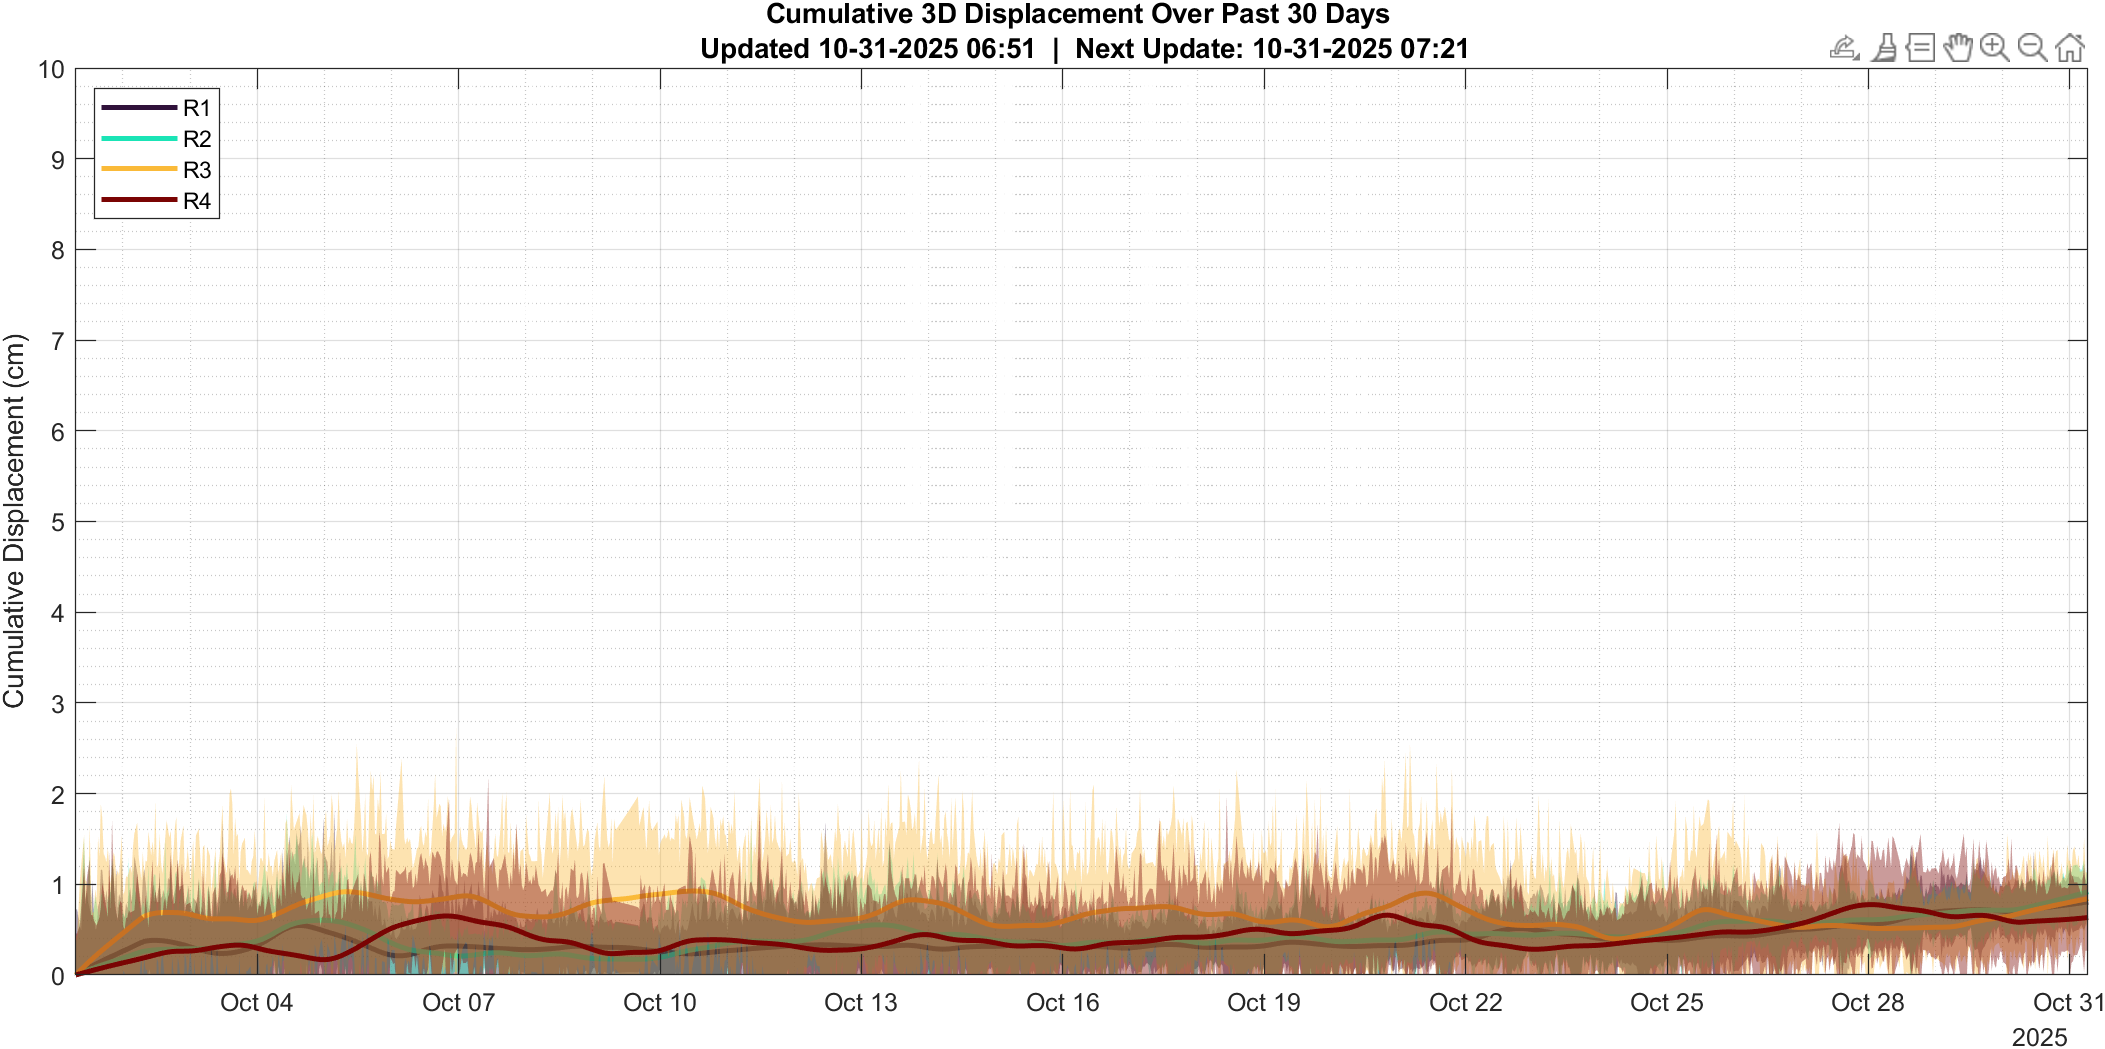 Cumulative 3D Displacement Over Past 30 Days
Updated 10-31-2025 06:51 | Next Update: 10-31-2025 07:21
R1
R2
R3
R4
Cumulative Displacement (cm)
10
9
8
7
6
5
4
3
2
1
0
Oct 04
Oct 07
Oct 10
Oct 13
Oct 16
Oct 19
Oct 22
Oct 25
Oct 28
Oct 31
2025